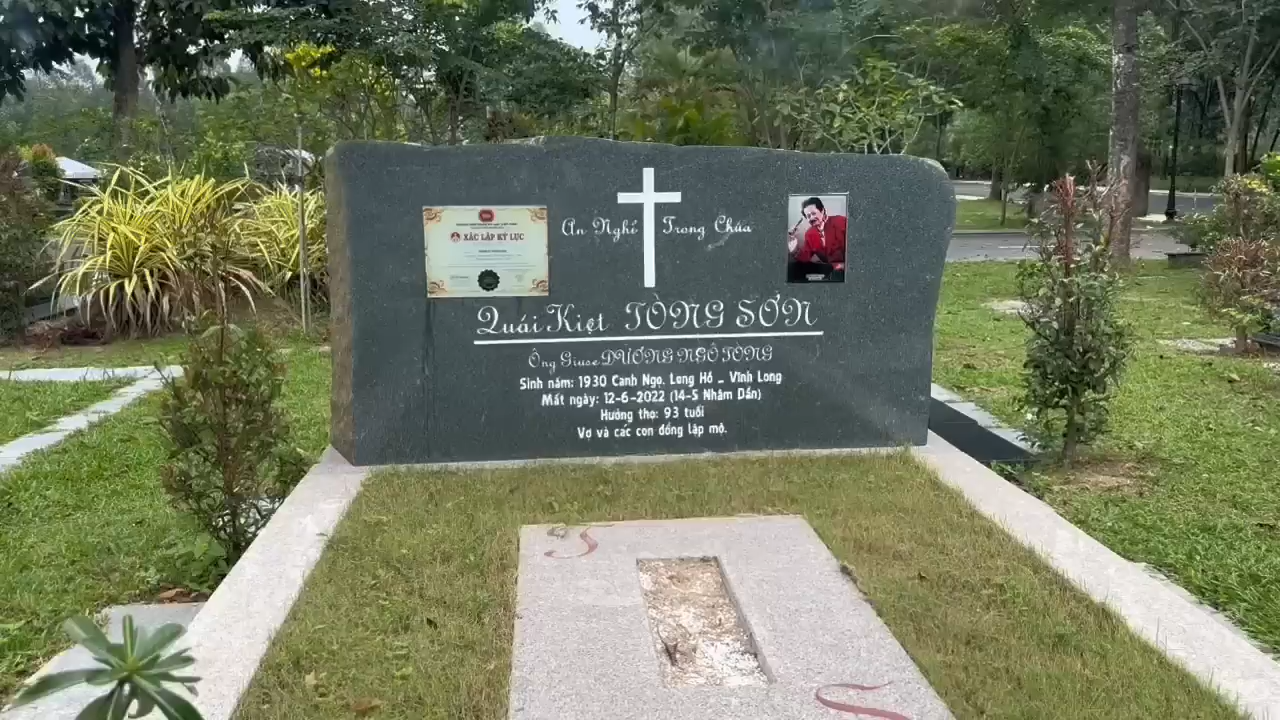 XÁC LẬP KỶ LỤC
An Nghỉ Trong Chúa
Quái Kiệt TÒNG SƠN
Ông Giuse DƯƠNG NGÔ TÒNG
Sinh năm: 1930 Canh Ngọ. Long Hồ - Vĩnh Long
Mất ngày: 12-6-2022 (14-5 Nhâm Dần)
Hưởng thọ: 93 tuổi
Vợ và các con đồng lập mộ.
T
S